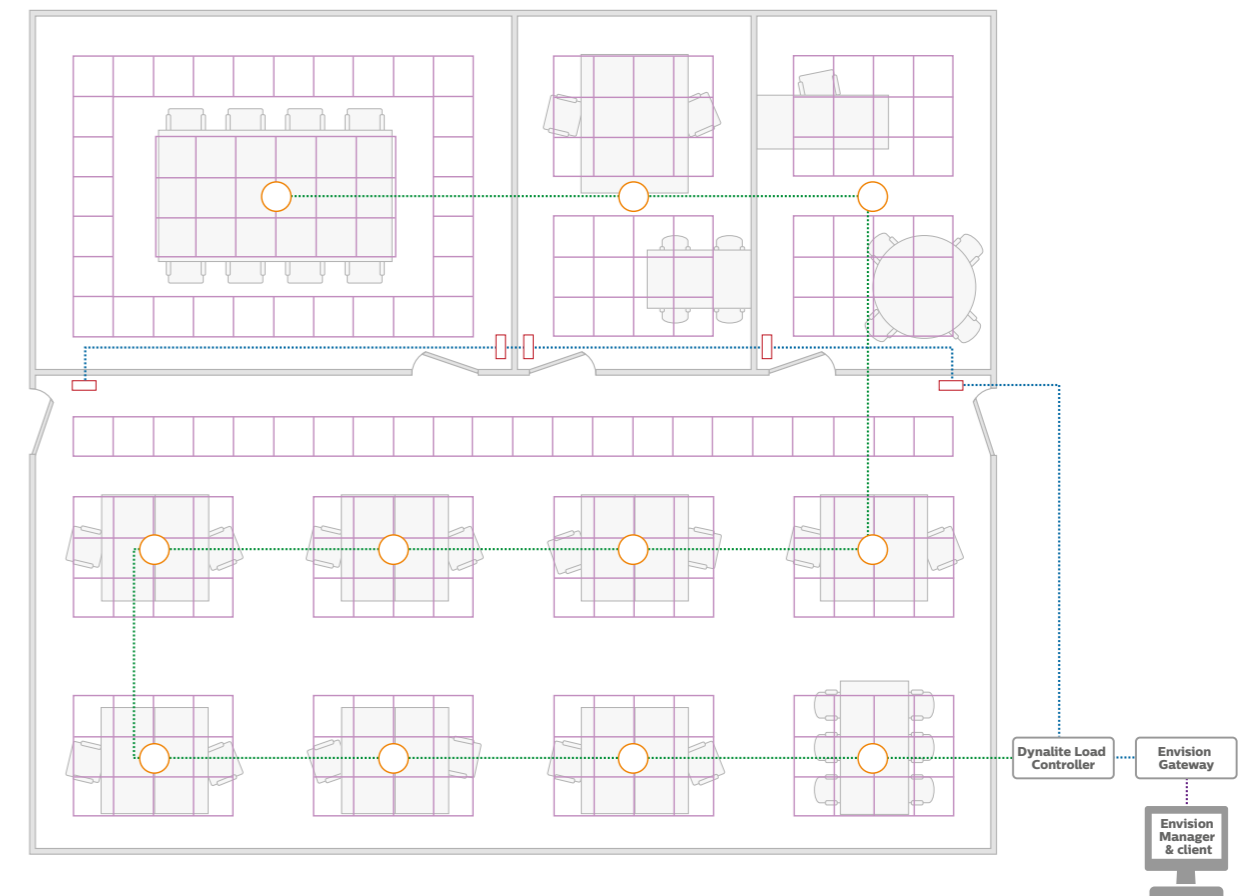 Dynalite Load
Controller
Envision
Gateway
Envision
Manager
& client